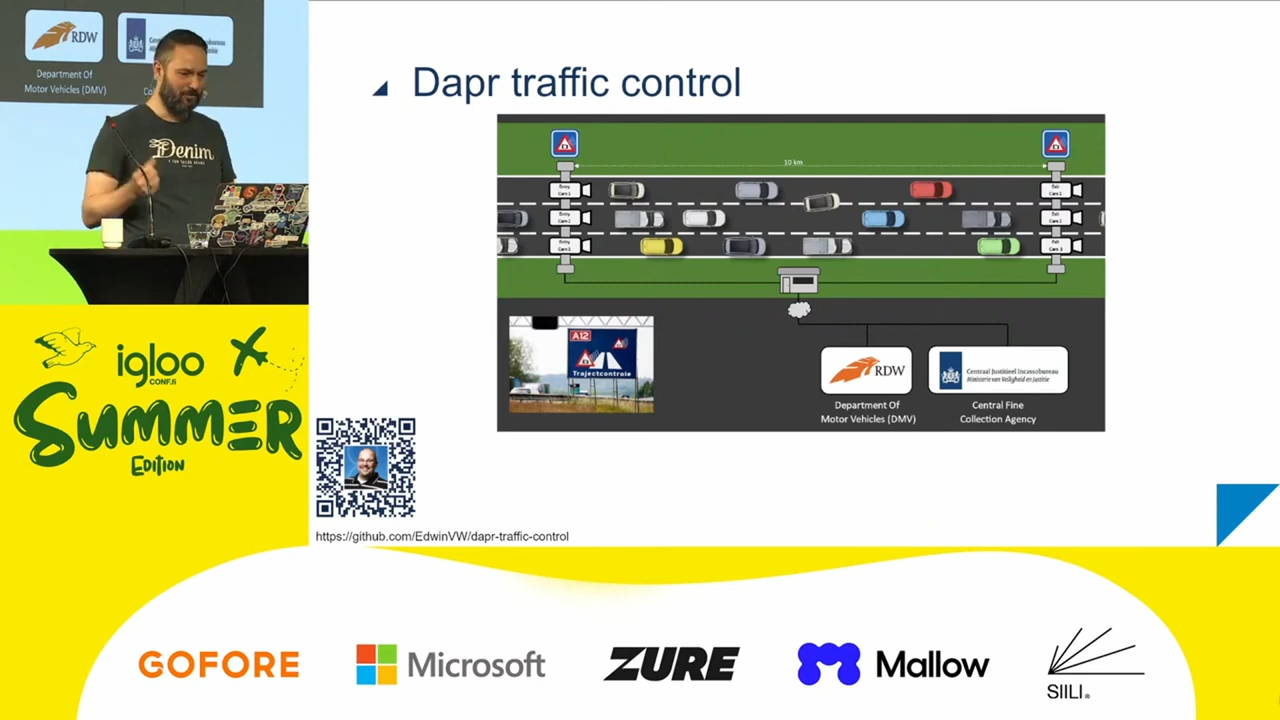 RDW
Department Of
Motor Vehicles (DMV)
Denim
igloo
CONF.fi
SUMMER
EDITION
Dapr traffic control
10 km
Entry
Cam 1
Entry
Cam 2
Entry
Cam 3
Exit
Cam 1
Exit
Cam 2
Exit
Cam 3
A12
Trajectcontrole
RDW
Department Of
Motor Vehicles (DMV)
Centraal Justitieel Incassobureau
Ministerie van Veiligheid en Justitie
Central Fine
Collection Agency
https://github.com/EdwinVW/dapr-traffic-control
GOFORE
Microsoft
ZURE
Mallow
SIILI®